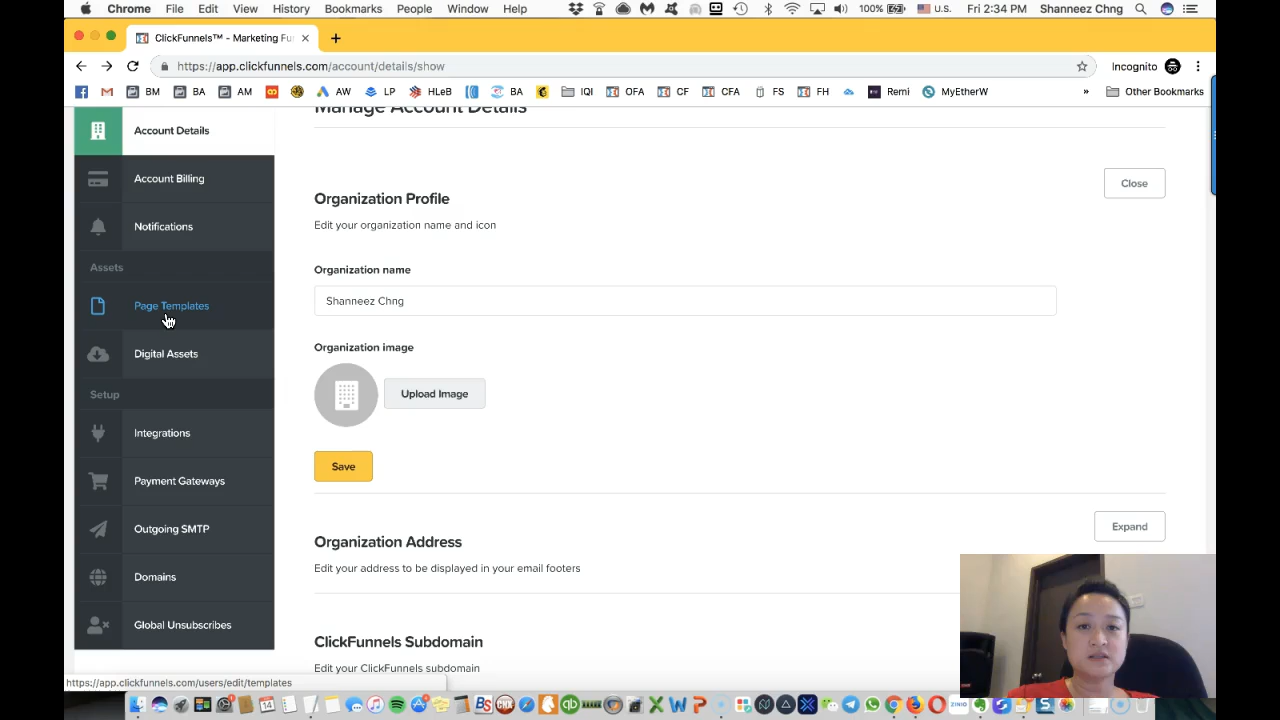 Chrome File Edit View History Bookmarks People Window Help 100% U.S. Fri 2:34 PM Shanneez Chng
ClickFunnels™ - Marketing Fu
https://app.clickfunnels.com/account/details/show
Incognito
BM BA AM AW LP HLeB BA IQI OFA CF CFA FS FH Remi MyEtherW » Other Bookmarks
Manage Account Details
Account Details
Account Billing
Notifications
Assets
Page Templates
Digital Assets
Setup
Integrations
Payment Gateways
Outgoing SMTP
Domains
Global Unsubscribes
Close
Organization Profile
Edit your organization name and icon
Organization name
Shanneez Chng
Organization image
Upload Image
Save
Expand
Organization Address
Edit your address to be displayed in your email footers
ClickFunnels Subdomain
Edit your ClickFunnels subdomain
https://app.clickfunnels.com/users/edit/templates